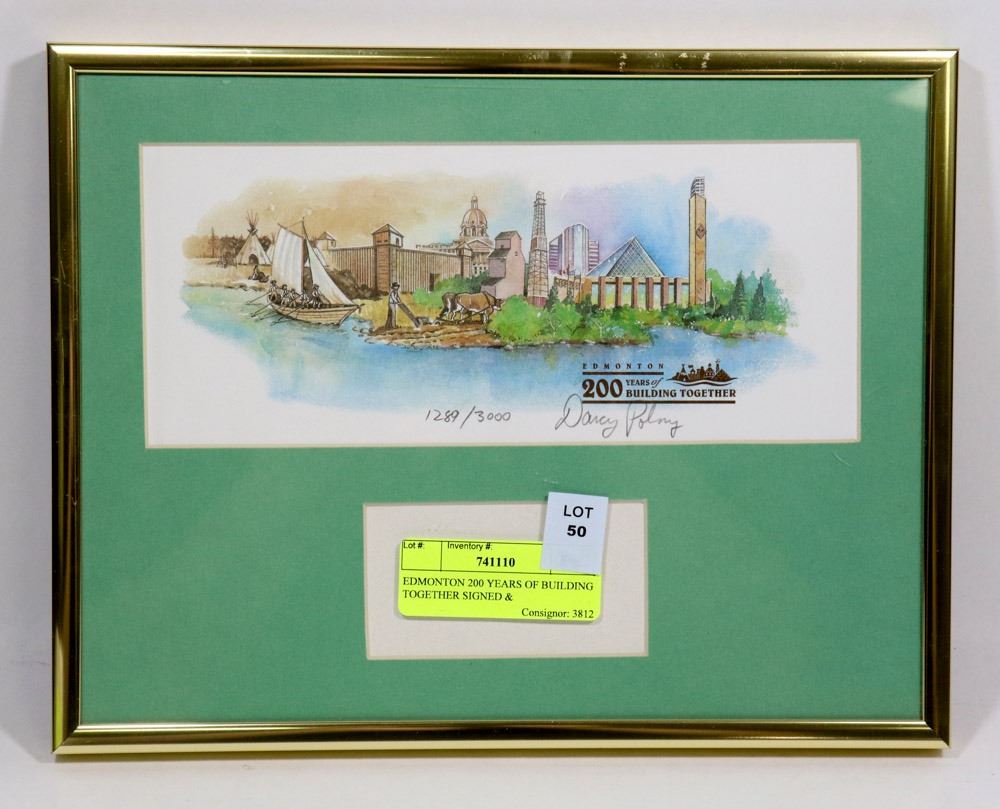 EDMONTON
200 YEARS of
BUILDING TOGETHER
1289/3000
Darcy Polny
LOT
50
Lot #:
Inventory #:
741110
EDMONTON 200 YEARS OF BUILDING
TOGETHER SIGNED &
Consignor: 3812